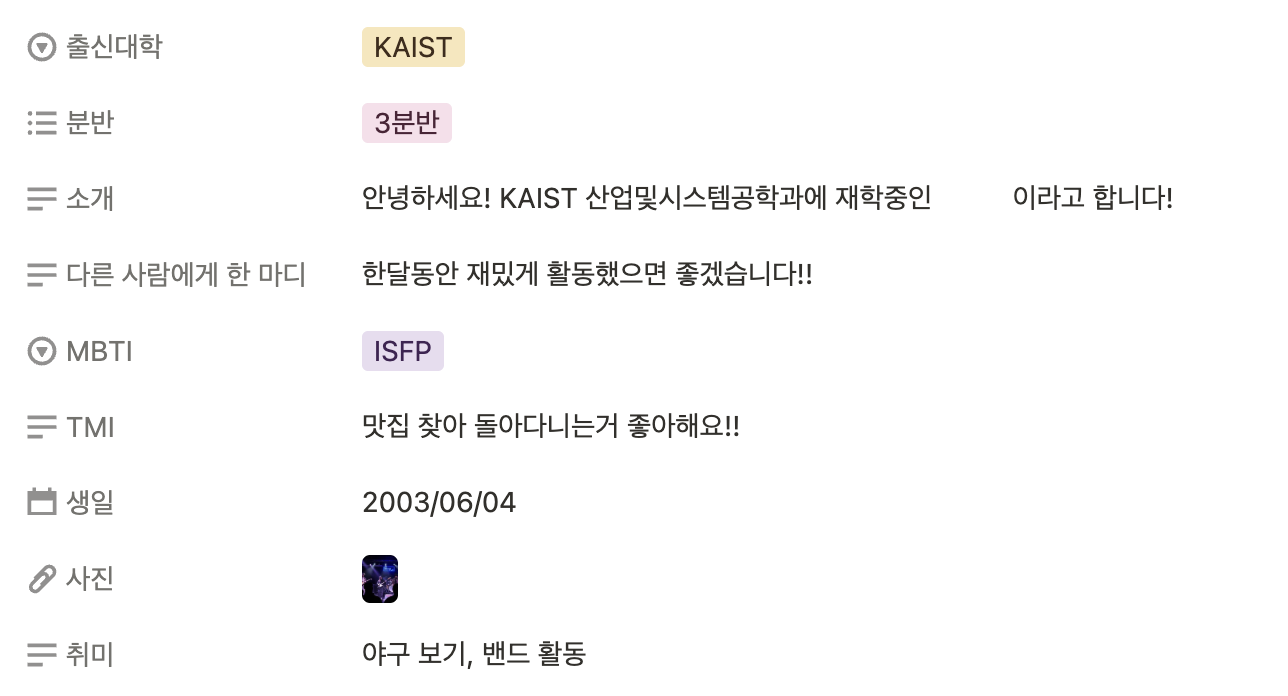 출신대학 KAIST
분반 3분반
소개 안녕하세요! KAIST 산업및시스템공학과에 재학중인 이라고 합니다!
다른 사람에게 한 마디 한달동안 재밌게 활동했으면 좋겠습니다!!
MBTI ISFP
TMI 맛집 찾아 돌아다니는거 좋아해요!!
생일 2003/06/04
사진
취미 야구 보기, 밴드 활동